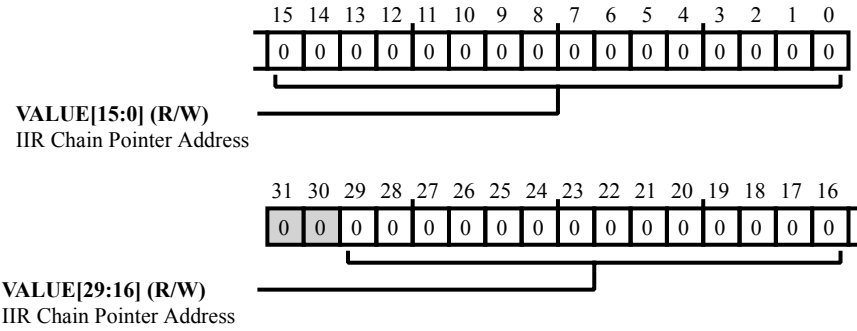 15 14 13 12 11 10 9 8 7 6 5 4 3 2 1 0
0 0 0 0 0 0 0 0 0 0 0 0 0 0 0 0
VALUE[15:0] (R/W)
IIR Chain Pointer Address
31 30 29 28 27 26 25 24 23 22 21 20 19 18 17 16
0 0 0 0 0 0 0 0 0 0 0 0 0 0 0 0
VALUE[29:16] (R/W)
IIR Chain Pointer Address